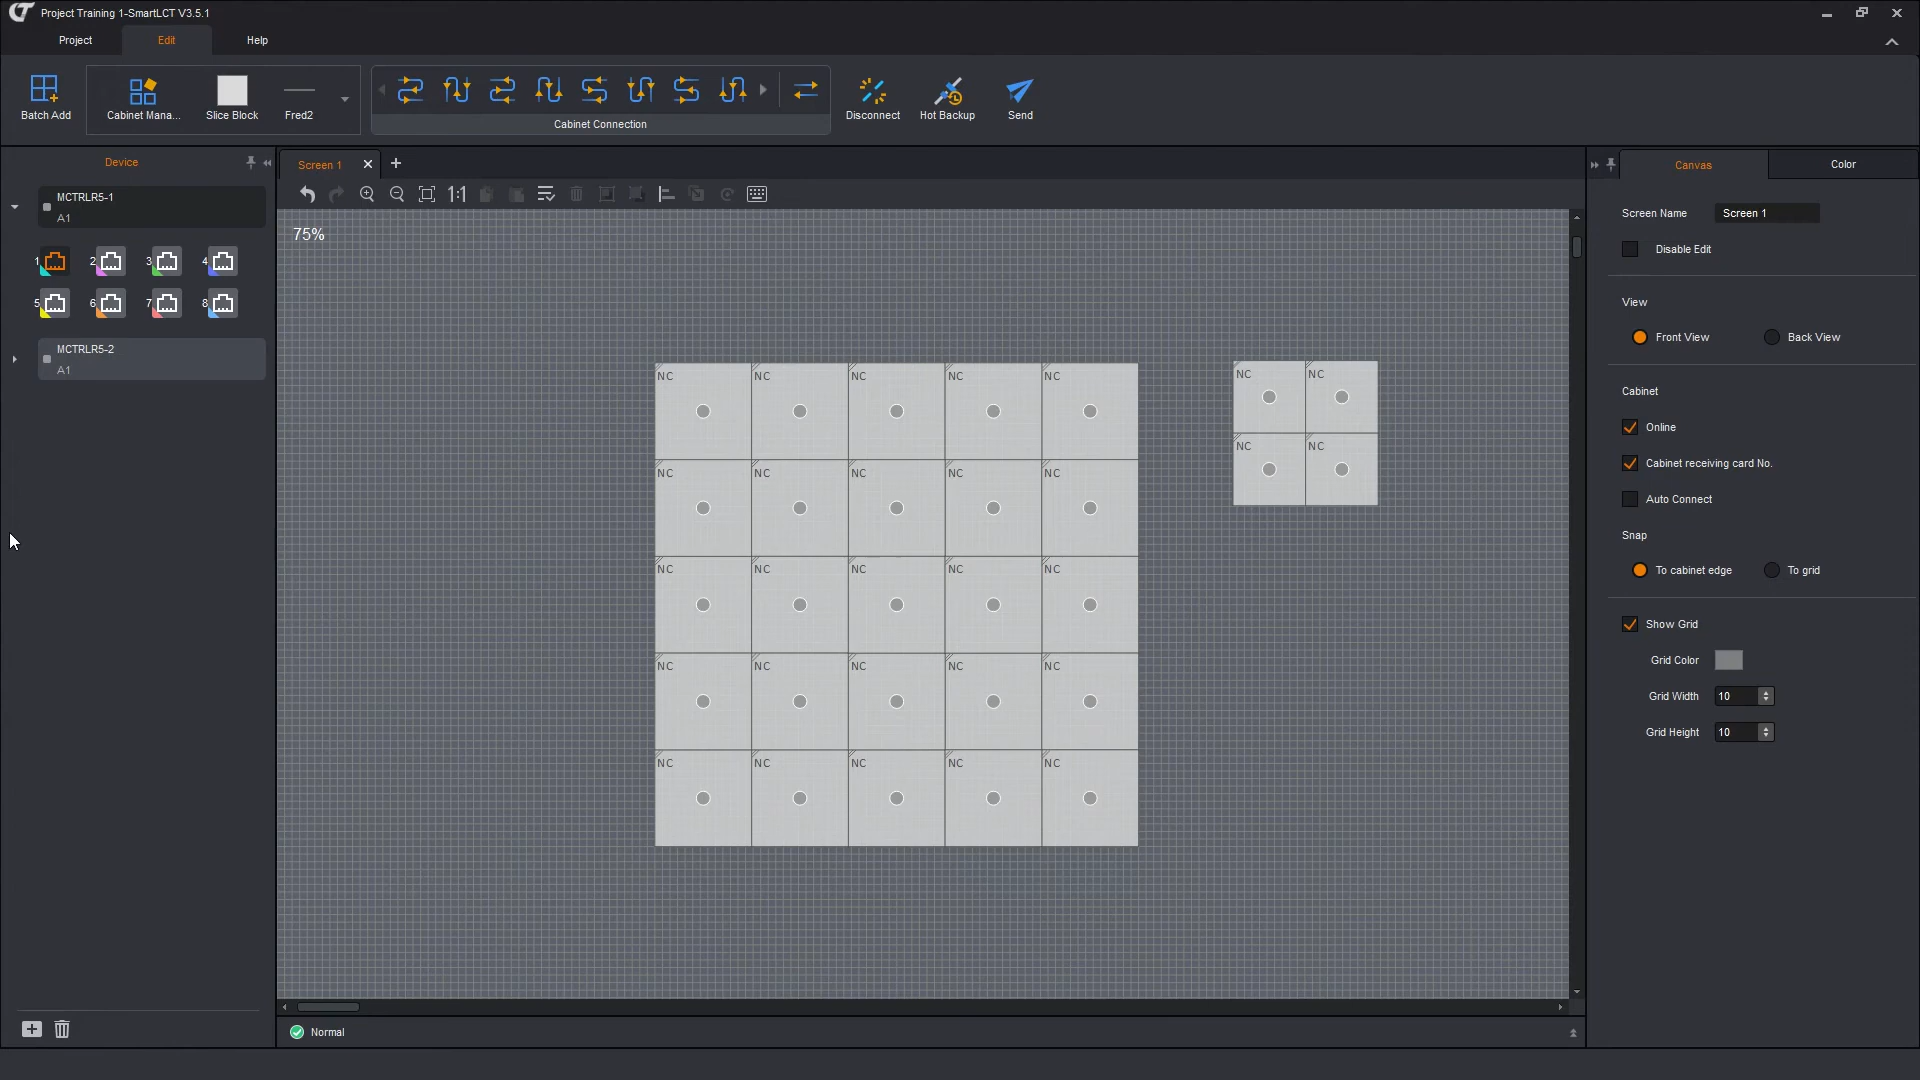 Project Training 1-SmartLCT V3.5.1
Project Edit Help
Batch Add Cabinet Mana... Slice Block Fred2 Cabinet Connection Disconnect Hot Backup Send
Device
MCTRLR5-1
A1
1 2 3 4
5 6 7 8
MCTRLR5-2
A1
Screen 1
1:1
75%
NC NC NC NC NC
NC NC NC NC NC
NC NC NC NC NC
NC NC NC NC NC
NC NC NC NC NC
NC NC
NC NC
Normal
Canvas Color
Screen Name Screen 1
Disable Edit
View
Front View Back View
Cabinet
Online
Cabinet receiving card No.
Auto Connect
Snap
To cabinet edge To grid
Show Grid
Grid Color
Grid Width 10
Grid Height 10